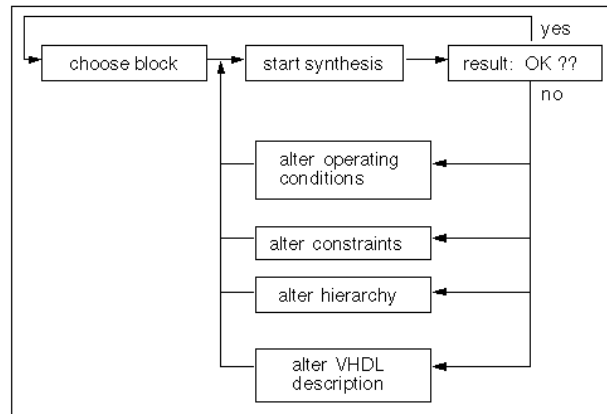 yes
choose block
start synthesis
result: OK ??
no
alter operating
conditions
alter constraints
alter hierarchy
alter VHDL
description